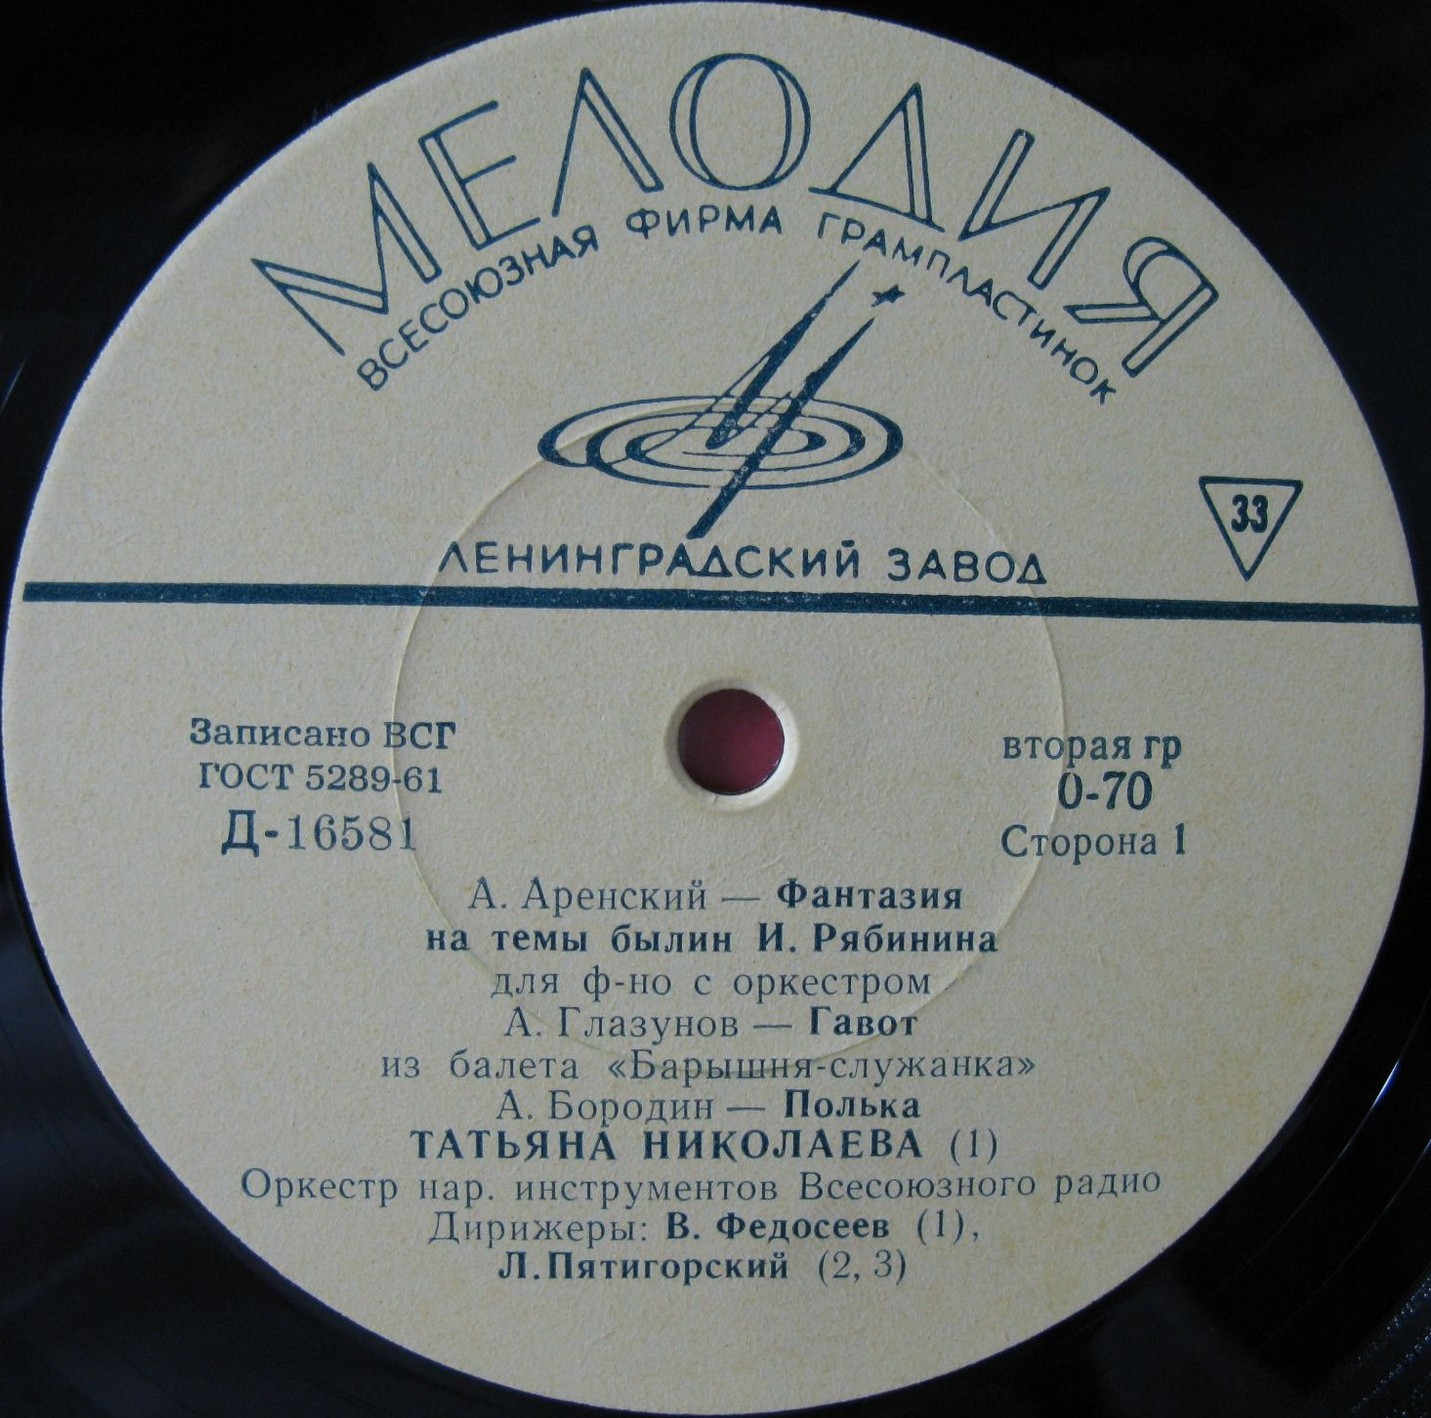 МЕЛОДИЯ
ВСЕСОЮЗНАЯ ФИРМА ГРАМПЛАСТИНОК
33
ЛЕНИНГРАДСКИЙ ЗАВОД
Записано ВСГ
ГОСТ 5289-61
Д-16581
вторая гр
0-70
Сторона 1
А. Аренский — Фантазия
на темы былин И. Рябинина
для ф-но с оркестром
А. Глазунов — Гавот
из балета «Барышня-служанка»
А. Бородин — Полька
ТАТЬЯНА НИКОЛАЕВА (1)
Оркестр нар. инструментов Всесоюзного радио
Дирижеры: В. Федосеев (1),
Л.Пятигорский (2, 3)